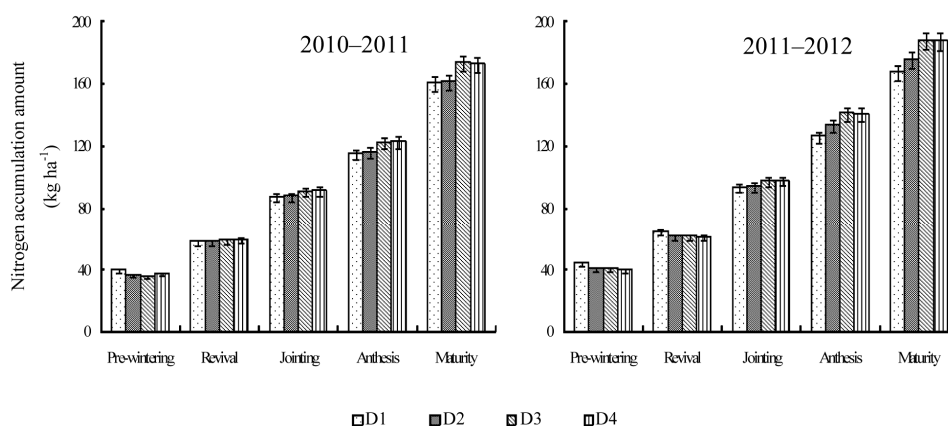 Nitrogen accumulation amount
(kg ha⁻¹)
200
160
120
80
40
0
2010–2011
Pre-wintering Revival Jointing Anthesis Maturity
200
160
120
80
40
0
2011–2012
Pre-wintering Revival Jointing Anthesis Maturity
D1 D2 D3 D4